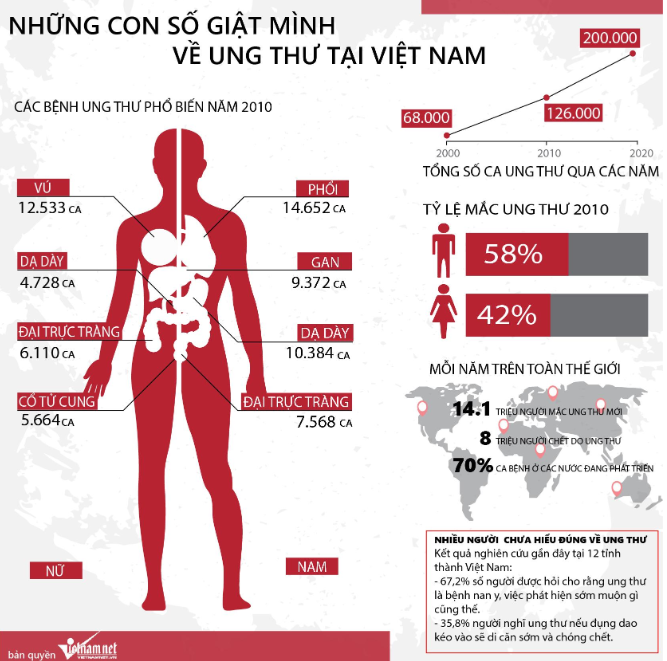 NHỮNG CON SỐ GIẬT MÌNH
VỀ UNG THƯ TẠI VIỆT NAM
CÁC BỆNH UNG THƯ PHỔ BIẾN NĂM 2010
VÚ
12.533 CA
DẠ DÀY
4.728 CA
ĐẠI TRỰC TRÀNG
6.110 CA
CỔ TỬ CUNG
5.664 CA
NỮ
PHỔI
14.652 CA
GAN
9.372 CA
DẠ DÀY
10.384 CA
ĐẠI TRỰC TRÀNG
7.568 CA
NAM
200.000
126.000
68.000
2000 2010 2020
TỔNG SỐ CA UNG THƯ QUA CÁC NĂM
TỶ LỆ MẮC UNG THƯ 2010
58%
42%
MỖI NĂM TRÊN TOÀN THẾ GIỚI
14.1 TRIỆU NGƯỜI MẮC UNG THƯ MỚI
8 TRIỆU NGƯỜI CHẾT DO UNG THƯ
70% CA BỆNH Ở CÁC NƯỚC ĐANG PHÁT TRIỂN
NHIỀU NGƯỜI CHƯA HIỂU ĐÚNG VỀ UNG THƯ
Kết quả nghiên cứu gần đây tại 12 tỉnh
thành Việt Nam:
- 67,2% số người được hỏi cho rằng ung thư
là bệnh nan y, việc phát hiện sớm muộn gì
cũng thế.
- 35,8% người nghĩ ung thư nếu dụng dao
kéo vào sẽ di căn sớm và chóng chết.
bản quyền Vietnamnet
VIETNAMNET.VN